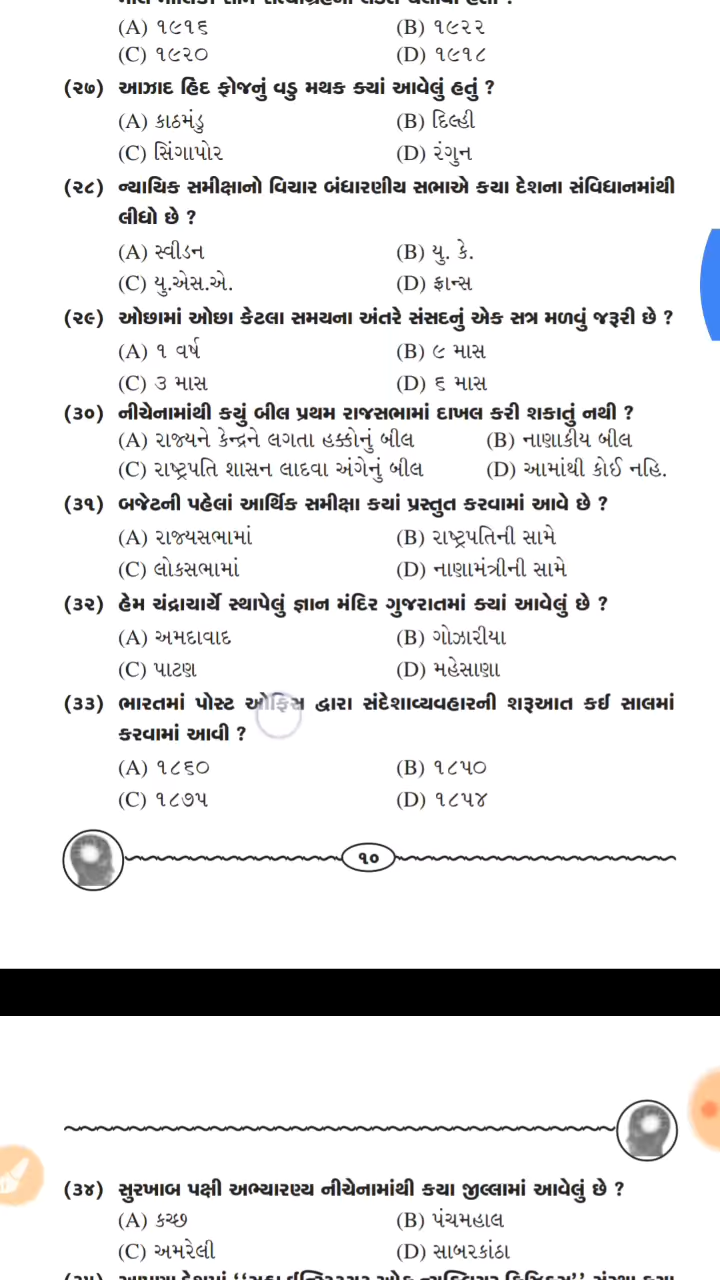 (A) ૧૯૧૬ (B) ૧૯૨૨
(C) ૧૯૨૦ (D) ૧૯૧૮
(૨૭) આઝાદ હિંદ ફોજનું વડુ મથક ક્યાં આવેલું હતું ?
(A) કાઠમંડુ (B) દિલ્હી
(C) સિંગાપોર (D) રંગુન
(૨૮) ન્યાયિક સમીક્ષાનો વિચાર બંધારણીય સભાએ કયા દેશના સંવિધાનમાંથી
લીધો છે ?
(A) સ્વીડન (B) યુ. કે.
(C) યુ.એસ.એ. (D) ફ્રાન્સ
(૨૯) ઓછામાં ઓછા કેટલા સમયના અંતરે સંસદનું એક સત્ર મળવું જરૂરી છે ?
(A) ૧ વર્ષ (B) ૯ માસ
(C) ૩ માસ (D) ૬ માસ
(૩૦) નીચેનામાંથી કયું બીલ પ્રથમ રાજસભામાં દાખલ કરી શકાતું નથી ?
(A) રાજ્યને કેન્દ્રને લગતા હક્કોનું બીલ (B) નાણાકીય બીલ
(C) રાષ્ટ્રપતિ શાસન લાદવા અંગેનું બીલ (D) આમાંથી કોઈ નહિ.
(૩૧) બજેટની પહેલાં આર્થિક સમીક્ષા કયાં પ્રસ્તુત કરવામાં આવે છે ?
(A) રાજ્યસભામાં (B) રાષ્ટ્રપતિની સામે
(C) લોકસભામાં (D) નાણામંત્રીની સામે
(૩૨) હેમ ચંદ્રાચાર્યે સ્થાપેલું જ્ઞાન મંદિર ગુજરાતમાં ક્યાં આવેલું છે ?
(A) અમદાવાદ (B) ગોઝારીયા
(C) પાટણ (D) મહેસાણા
(૩૩) ભારતમાં પોસ્ટ ઓફિસ દ્વારા સંદેશાવ્યવહારની શરૂઆત કઈ સાલમાં
કરવામાં આવી ?
(A) ૧૮૬૦ (B) ૧૮૫૦
(C) ૧૮૭૫ (D) ૧૮૫૪
૧૦
(૩૪) સુરખાબ પક્ષી અભ્યારણ્ય નીચેનામાંથી કયા જીલ્લામાં આવેલું છે ?
(A) કચ્છ (B) પંચમહાલ
(C) અમરેલી (D) સાબરકાંઠા